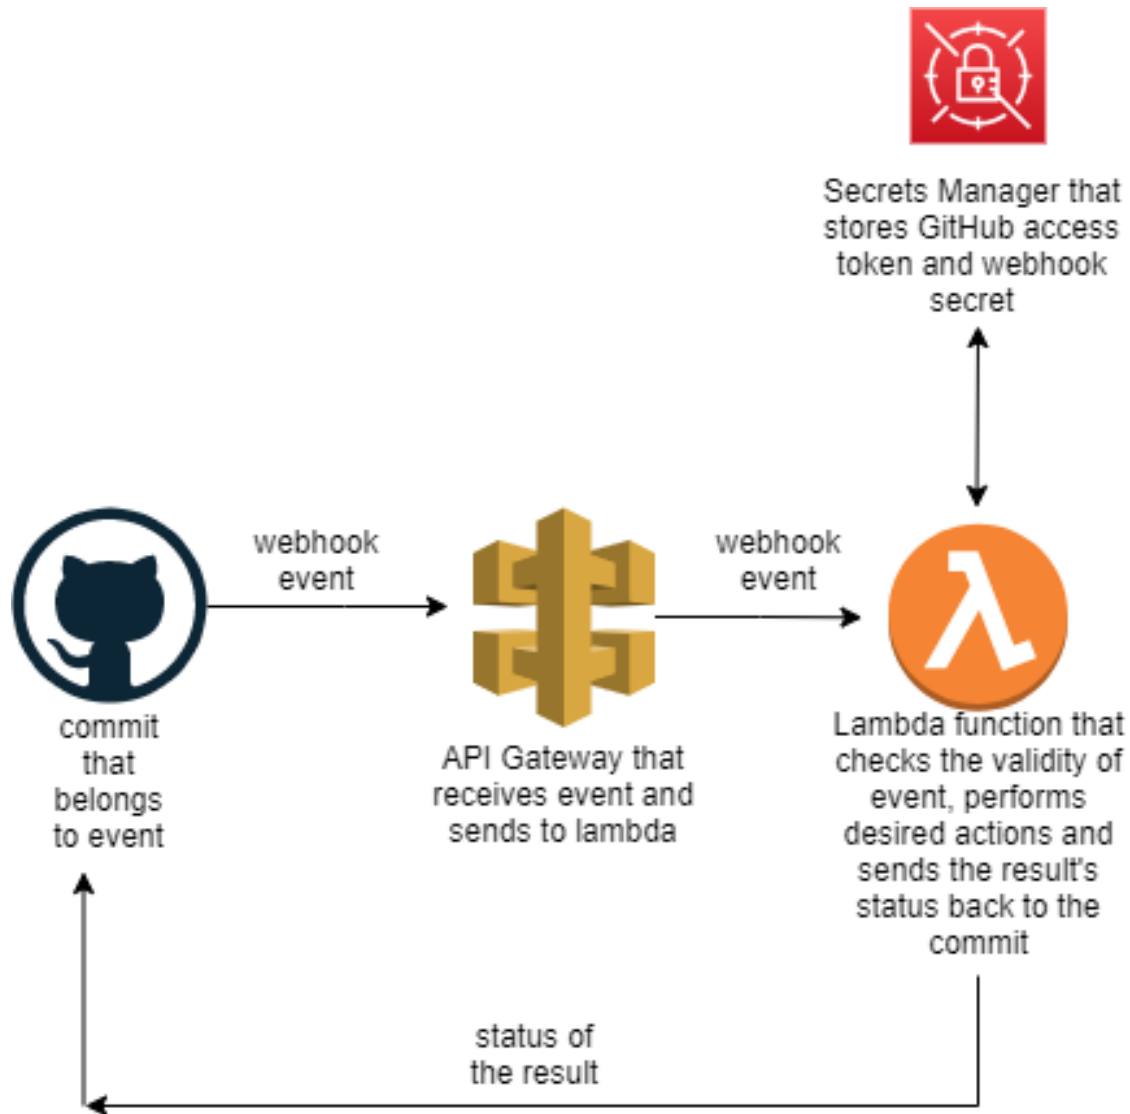 Secrets Manager that
stores GitHub access
token and webhook
secret
webhook
event
webhook
event
commit
that
belongs
to event
API Gateway that
receives event and
sends to lambda
Lambda function that
checks the validity of
event, performs
desired actions and
sends the result's
status back to the
commit
status of
the result